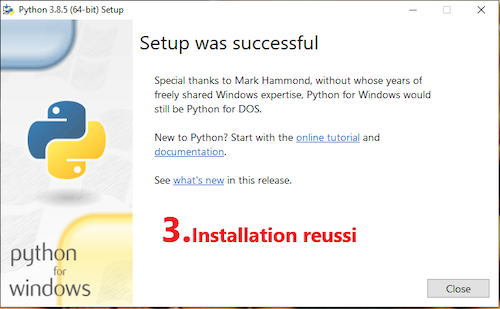 Python 3.8.5 (64-bit) Setup
Setup was successful
Special thanks to Mark Hammond, without whose years of
freely shared Windows expertise, Python for Windows would
still be Python for DOS.
New to Python? Start with the online tutorial and
documentation.
See what's new in this release.
3.Installation reussi
python
for
windows
Close